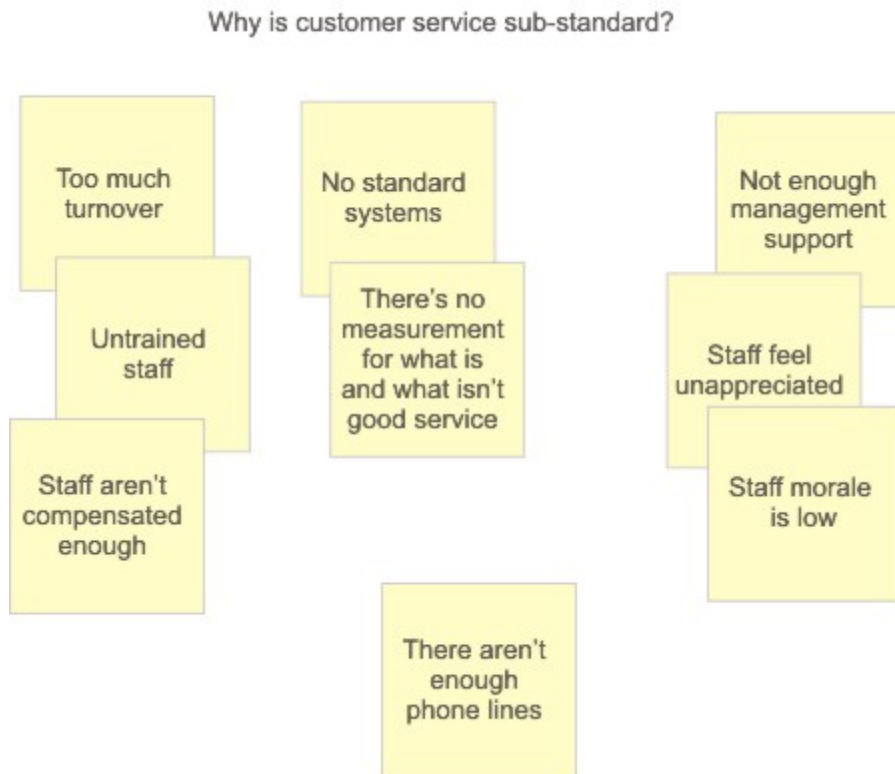 Why is customer service sub-standard?
Too much
turnover
Untrained
staff
Staff aren't
compensated
enough
No standard
systems
There's no
measurement
for what is
and what isn't
good service
Not enough
management
support
Staff feel
unappreciated
Staff morale
is low
There aren't
enough
phone lines